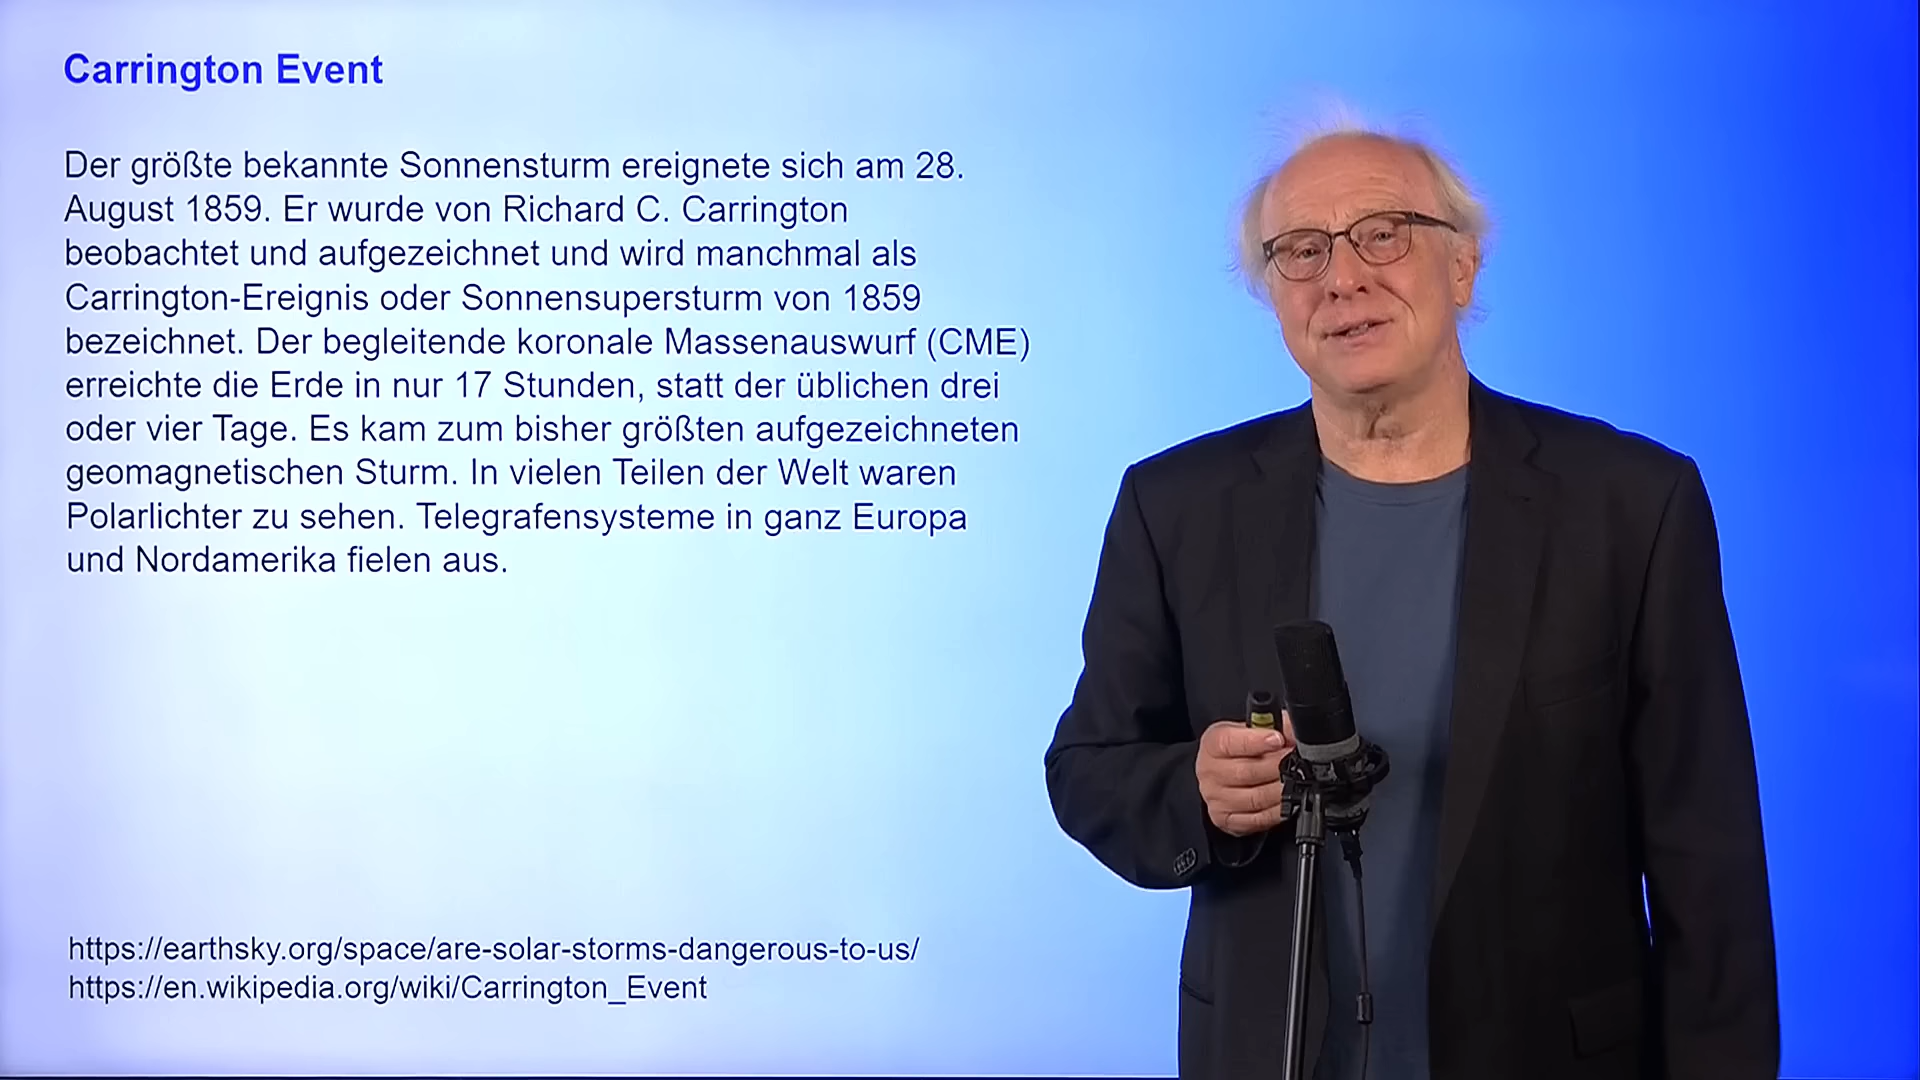 Carrington Event
Der größte bekannte Sonnensturm ereignete sich am 28.
August 1859. Er wurde von Richard C. Carrington
beobachtet und aufgezeichnet und wird manchmal als
Carrington-Ereignis oder Sonnensupersturm von 1859
bezeichnet. Der begleitende koronale Massenauswurf (CME)
erreichte die Erde in nur 17 Stunden, statt der üblichen drei
oder vier Tage. Es kam zum bisher größten aufgezeichneten
geomagnetischen Sturm. In vielen Teilen der Welt waren
Polarlichter zu sehen. Telegrafensysteme in ganz Europa
und Nordamerika fielen aus.
https://earthsky.org/space/are-solar-storms-dangerous-to-us/
https://en.wikipedia.org/wiki/Carrington_Event